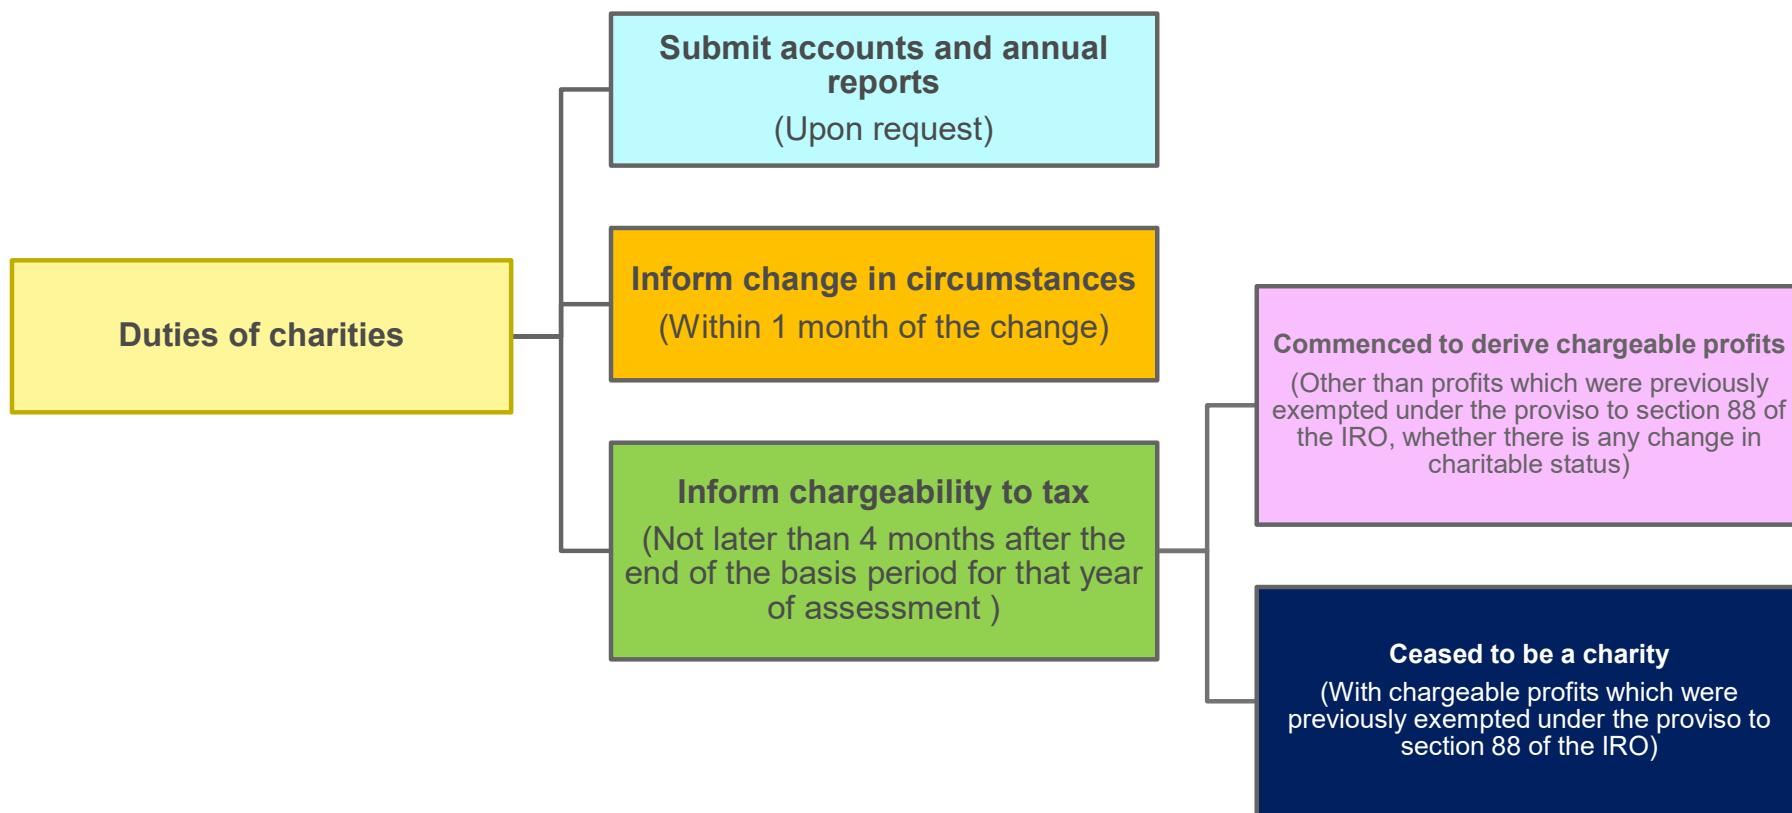 Submit accounts and annual
reports
(Upon request)
Duties of charities
Inform change in circumstances
(Within 1 month of the change)
Inform chargeability to tax
(Not later than 4 months after the
end of the basis period for that year
of assessment )
Commenced to derive chargeable profits
(Other than profits which were previously
exempted under the proviso to section 88 of
the IRO, whether there is any change in
charitable status)
Ceased to be a charity
(With chargeable profits which were
previously exempted under the proviso to
section 88 of the IRO)